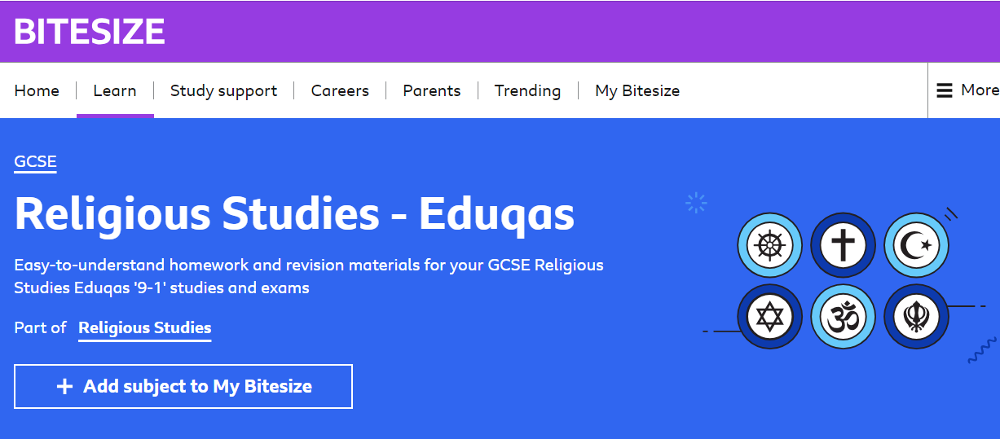 BITESIZE
Home
Learn
Study support
Careers
Parents
Trending
My Bitesize
More
GCSE
Religious Studies - Eduqas
Easy-to-understand homework and revision materials for your GCSE Religious
Studies Eduqas '9-1' studies and exams
Part of Religious Studies
+ Add subject to My Bitesize
ॐ